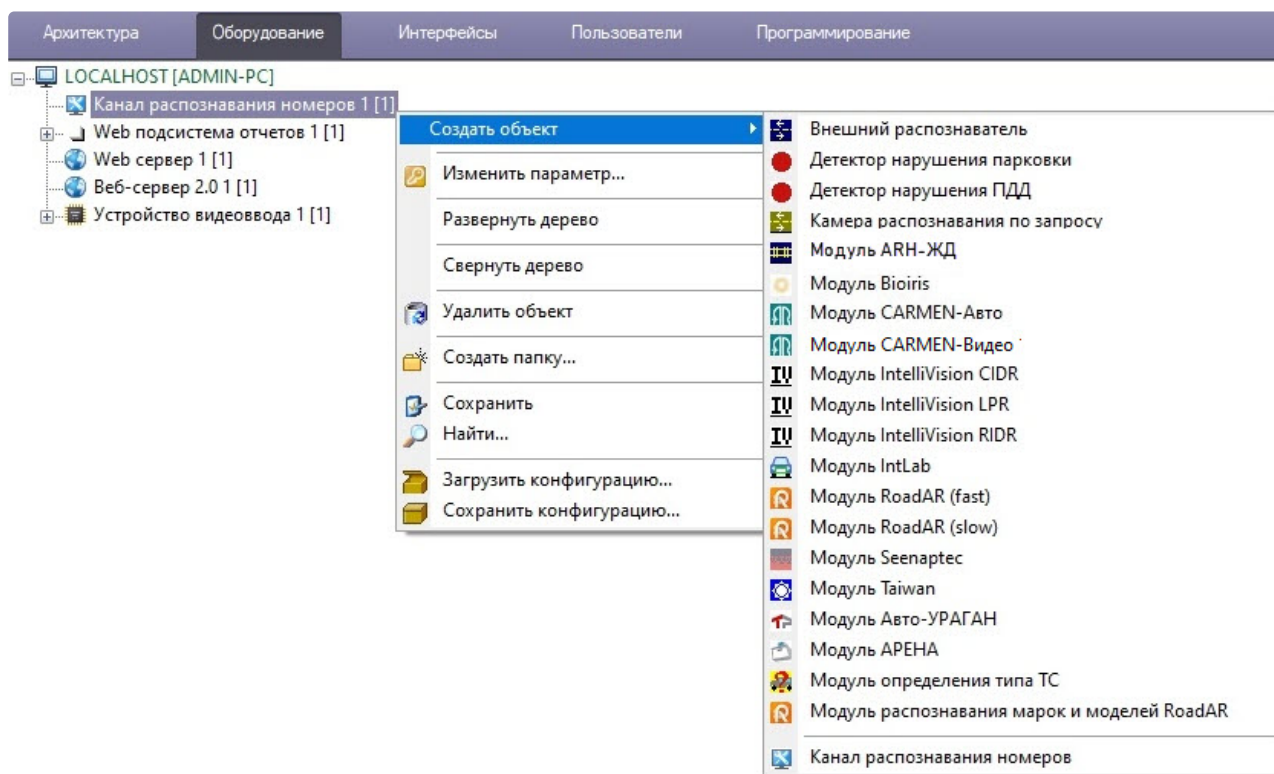 Архитектура Оборудование Интерфейсы Пользователи Программирование
LOCALHOST [ADMIN-PC]
Канал распознавания номеров 1 [1]
Web подсистема отчетов 1 [1]
Web сервер 1 [1]
Веб-сервер 2.0 1 [1]
Устройство видеоввода 1 [1]
Создать объект
Изменить параметр...
Развернуть дерево
Свернуть дерево
Удалить объект
Создать папку...
Сохранить
Найти...
Загрузить конфигурацию...
Сохранить конфигурацию...
Внешний распознаватель
Детектор нарушения парковки
Детектор нарушения ПДД
Камера распознавания по запросу
Модуль ARH-ЖД
Модуль Bioiris
Модуль CARMEN-Авто
Модуль CARMEN-Видео
Модуль IntelliVision CIDR
Модуль IntelliVision LPR
Модуль IntelliVision RIDR
Модуль IntLab
Модуль RoadAR (fast)
Модуль RoadAR (slow)
Модуль Seenaptec
Модуль Taiwan
Модуль Авто-УРАГАН
Модуль АРЕНА
Модуль определения типа ТС
Модуль распознавания марок и моделей RoadAR
Канал распознавания номеров